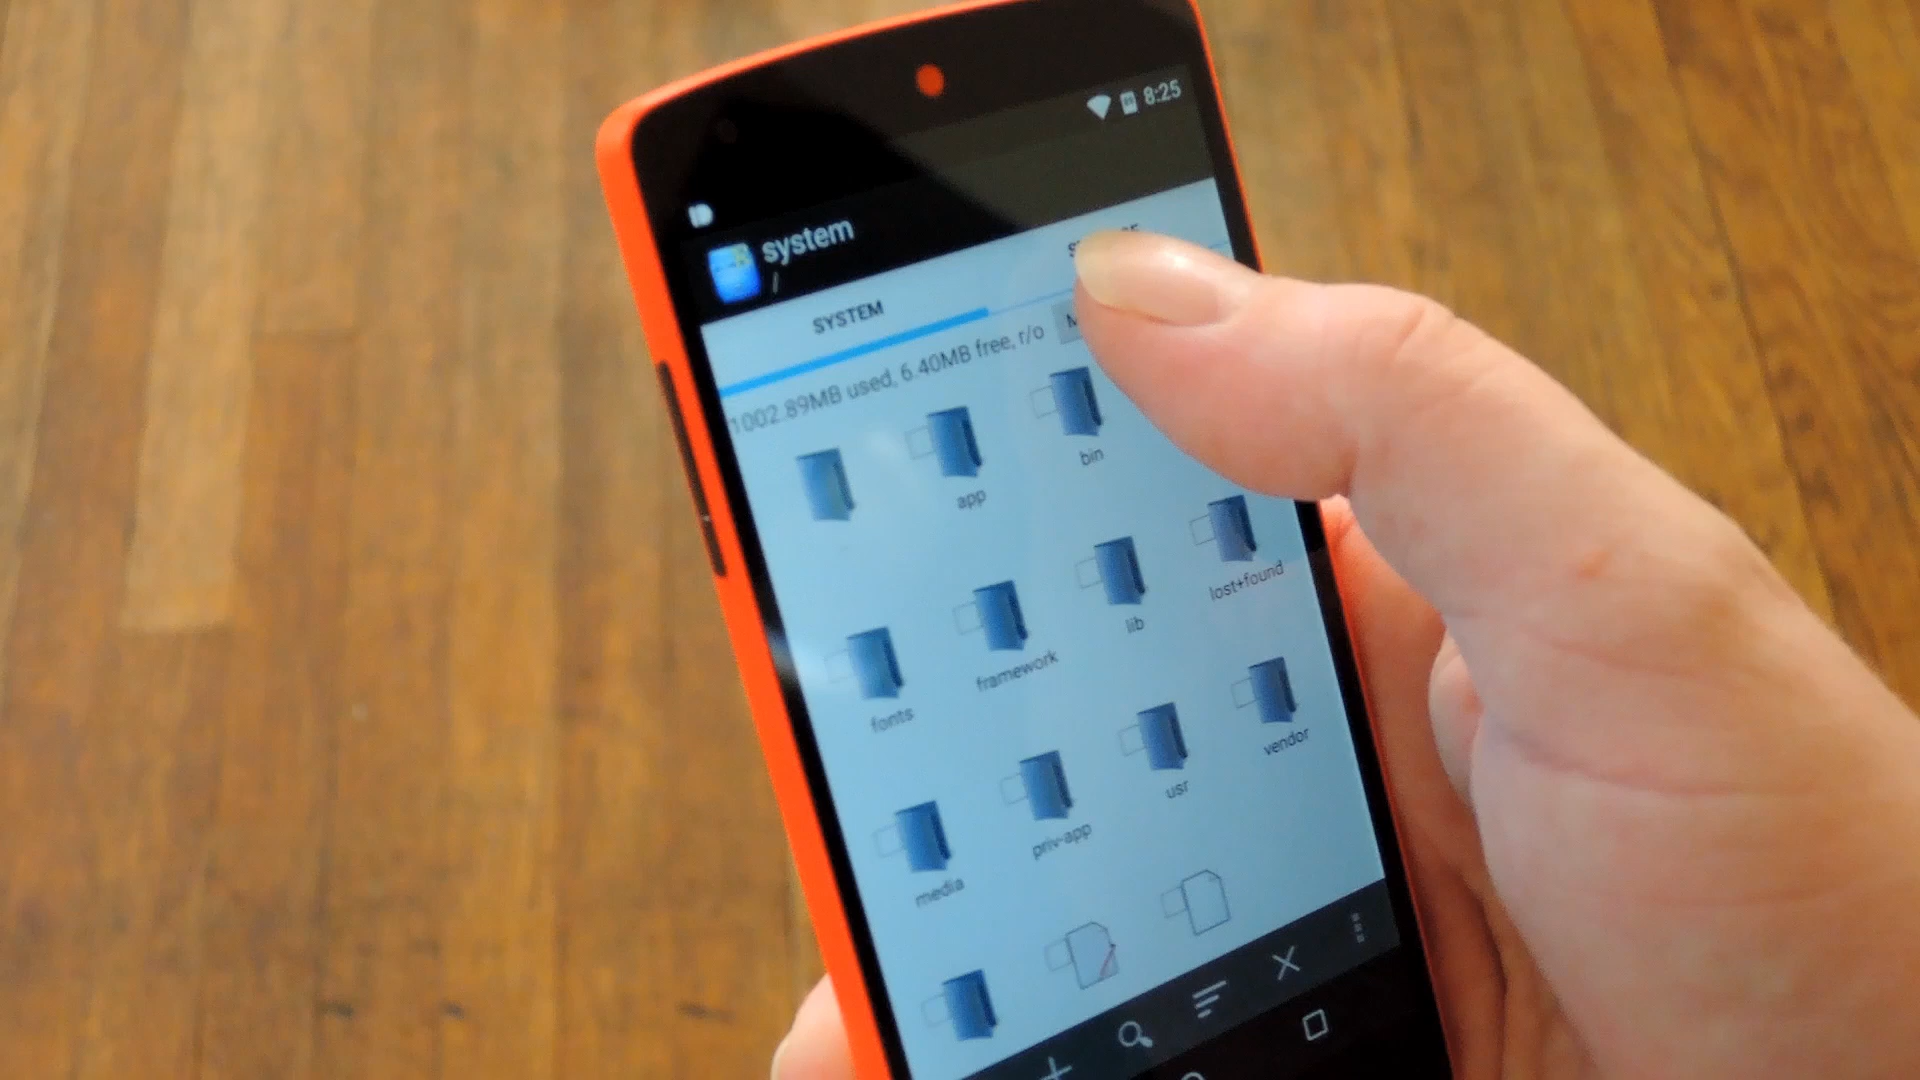 8:25
system
/
SYSTEM
1002.89MB used, 6.40MB free, r/o
app
bin
fonts
framework
lib
lost+found
media
priv-app
usr
vendor